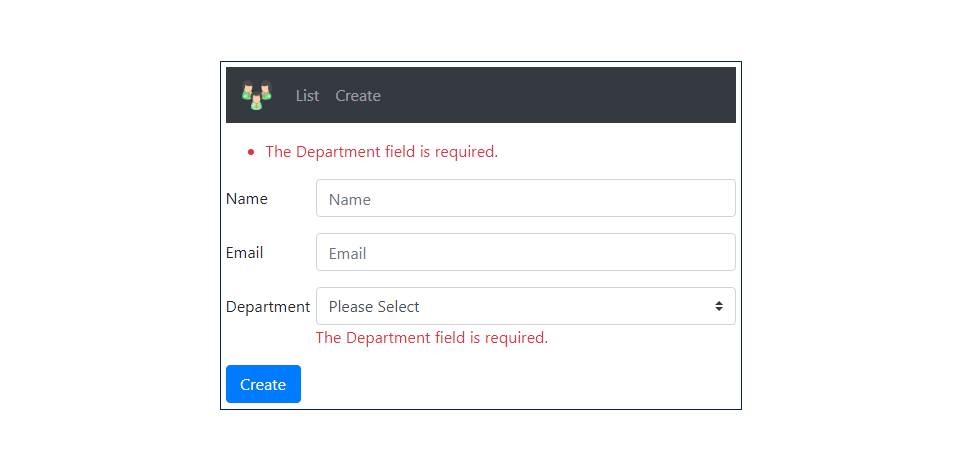 List Create
The Department field is required.
Name Name
Email Email
Department Please Select
The Department field is required.
Create